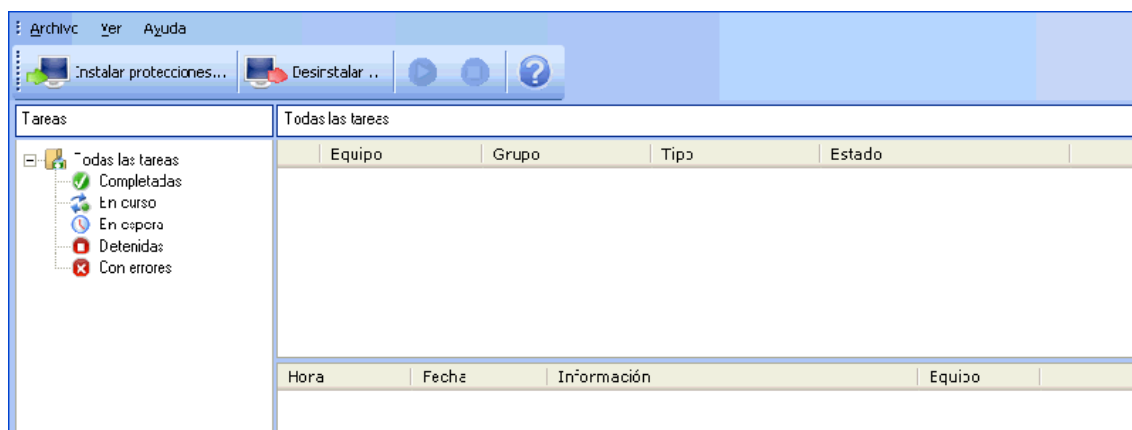 Archivo Ver Ayuda
Instalar protecciones... Desinstalar ..
Tareas Todas las tareas
Equipo Grupo Tipo Estado
Todas las tareas
Completadas
En curso
En espera
Detenidas
Con errores
Hora Fecha Información Equipo